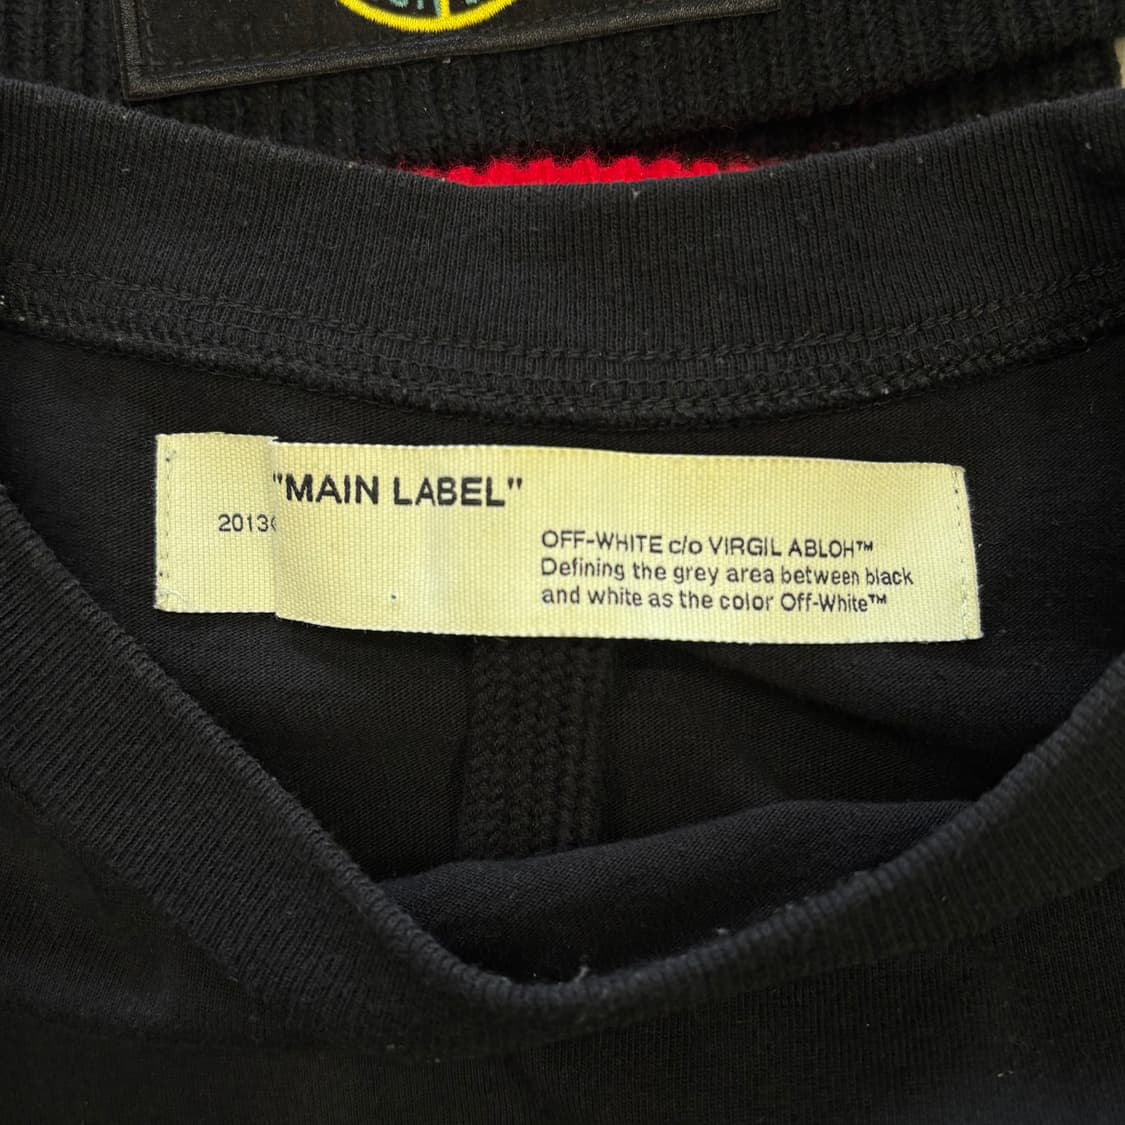 "MAIN LABEL"
2013
OFF-WHITE c/o VIRGIL ABLOH™
Defining the grey area between black
and white as the color Off-White™